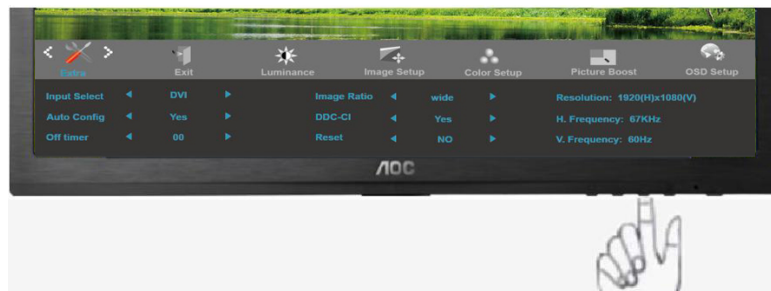 Extra Exit Luminance Image Setup Color Setup Picture Boost OSD Setup
Input Select DVI Image Ratio wide Resolution: 1920(H)x1080(V)
Auto Config Yes DDC-CI Yes H. Frequency: 67KHz
Off timer 00 Reset NO V. Frequency: 60Hz
AOC